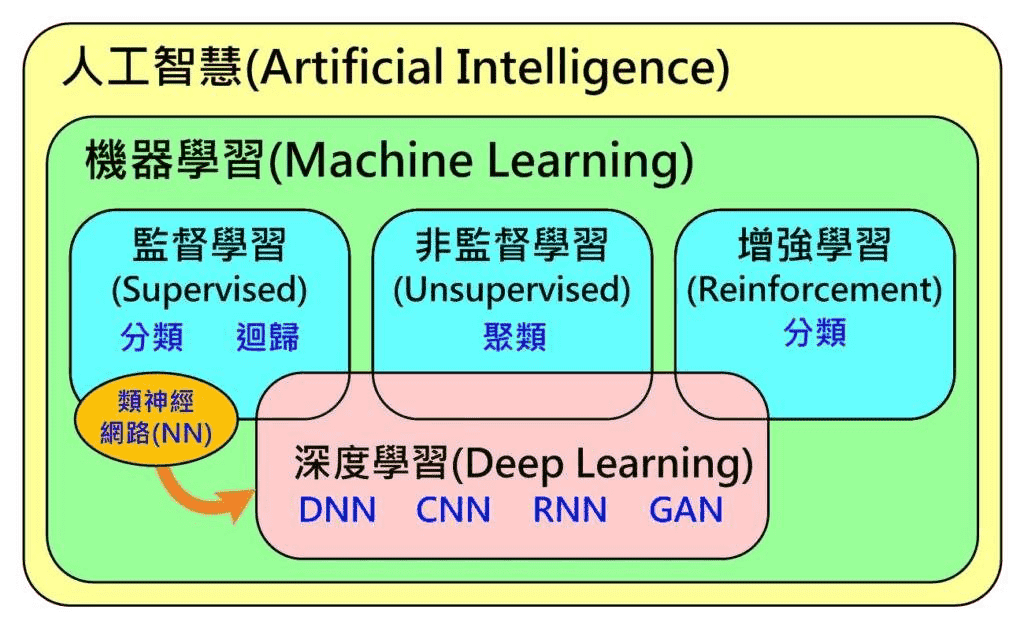 人工智慧(Artificial Intelligence)
機器學習(Machine Learning)
監督學習
(Supervised)
分類 迴歸
非監督學習
(Unsupervised)
聚類
增強學習
(Reinforcement)
分類
類神經
網路(NN)
深度學習(Deep Learning)
DNN CNN RNN GAN